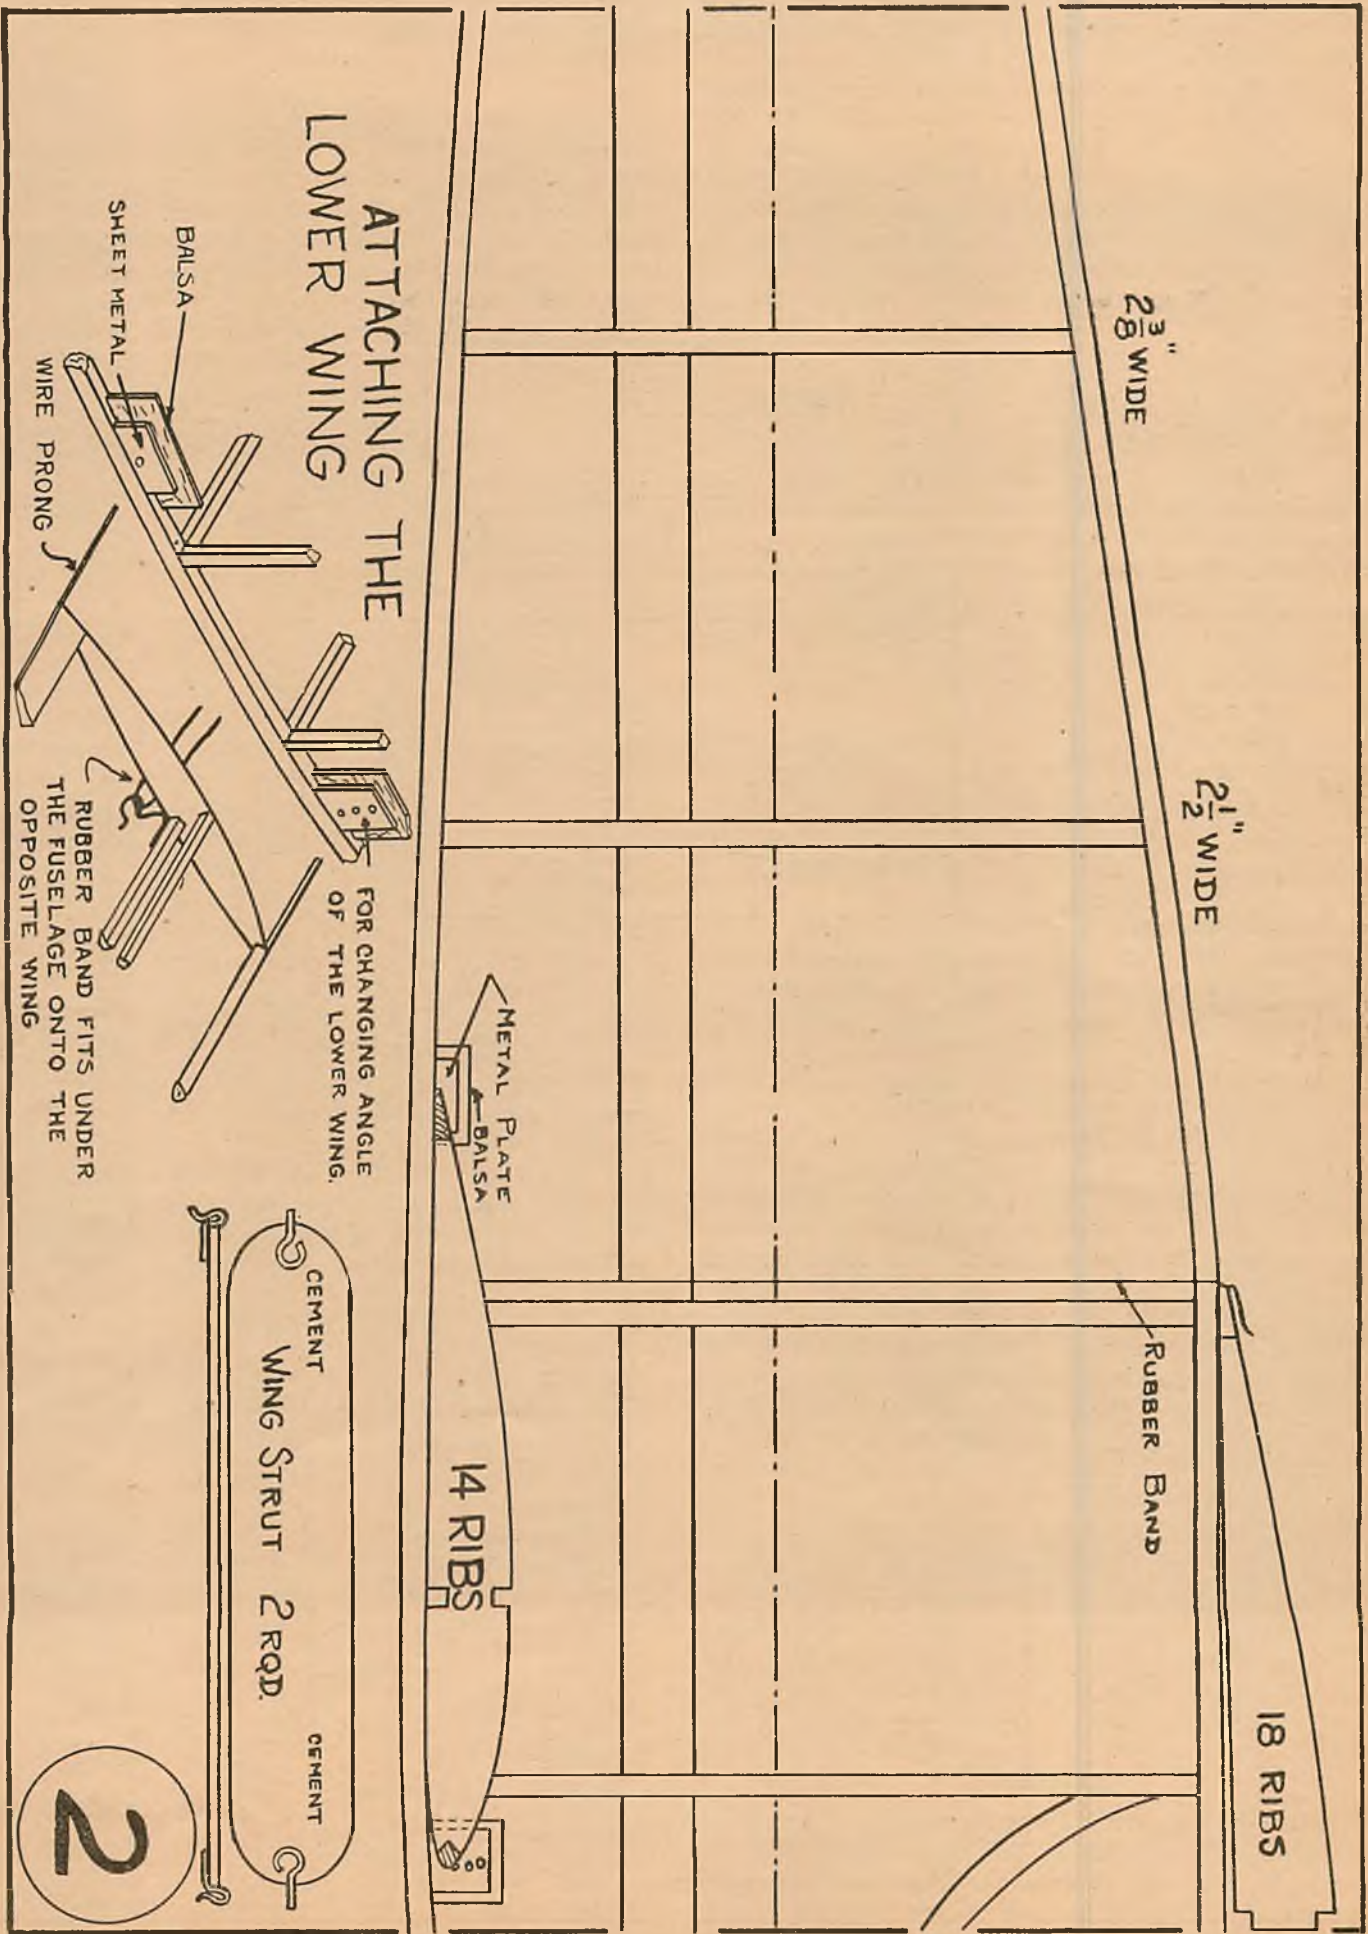 2 3/8" WIDE
2 1/2" WIDE
RUBBER BAND
18 RIBS
METAL PLATE
BALSA
14 RIBS
ATTACHING THE
LOWER WING
BALSA
SHEET METAL
WIRE PRONG
FOR CHANGING ANGLE
OF THE LOWER WING.
RUBBER BAND FITS UNDER
THE FUSELAGE ONTO THE
OPPOSITE WING
CEMENT
CEMENT
WING STRUT 2 RQD.
2